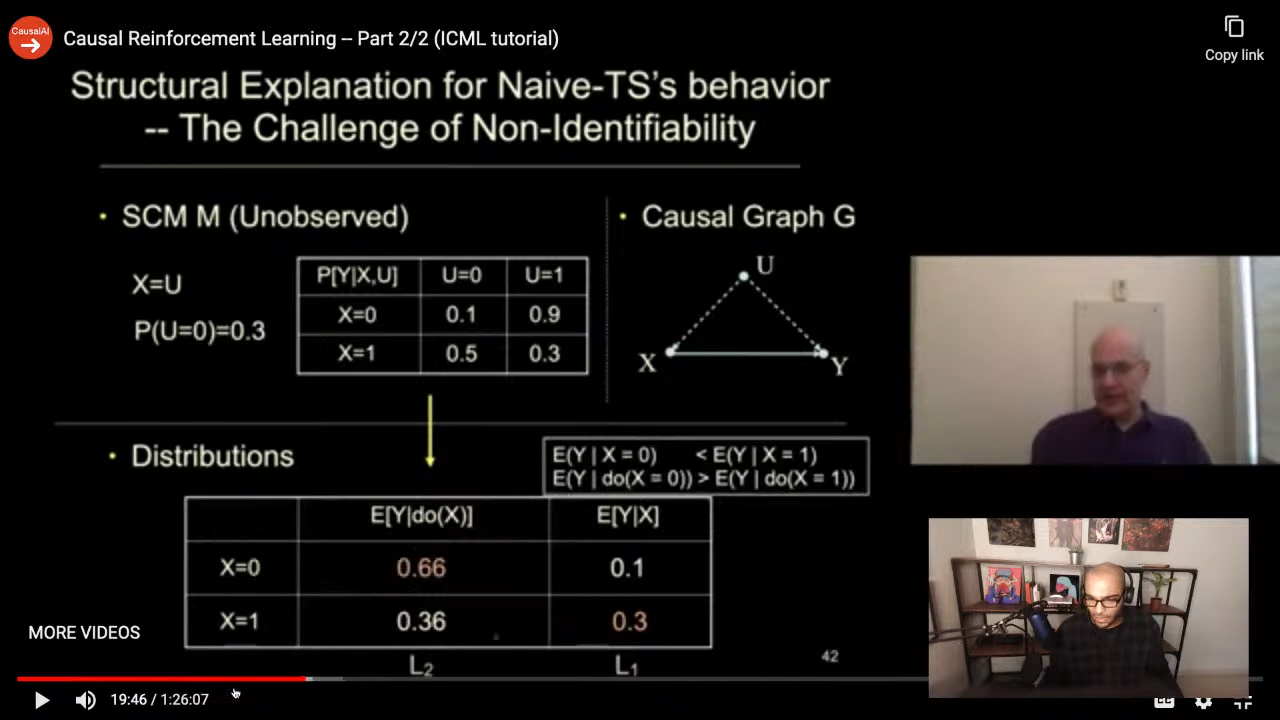 CausalAI
Causal Reinforcement Learning -- Part 2/2 (ICML tutorial)
Copy link
Structural Explanation for Naive-TS's behavior
-- The Challenge of Non-Identifiability
• SCM M (Unobserved)
X=U
P(U=0)=0.3
P[Y|X,U] U=0 U=1
X=0 0.1 0.9
X=1 0.5 0.3
• Causal Graph G
U
X Y
• Distributions
E(Y | X = 0) < E(Y | X = 1)
E(Y | do(X = 0)) > E(Y | do(X = 1))
E[Y|do(X)] E[Y|X]
X=0 0.66 0.1
X=1 0.36 0.3
L2 L1
42
MORE VIDEOS
19:46 / 1:26:07
CC